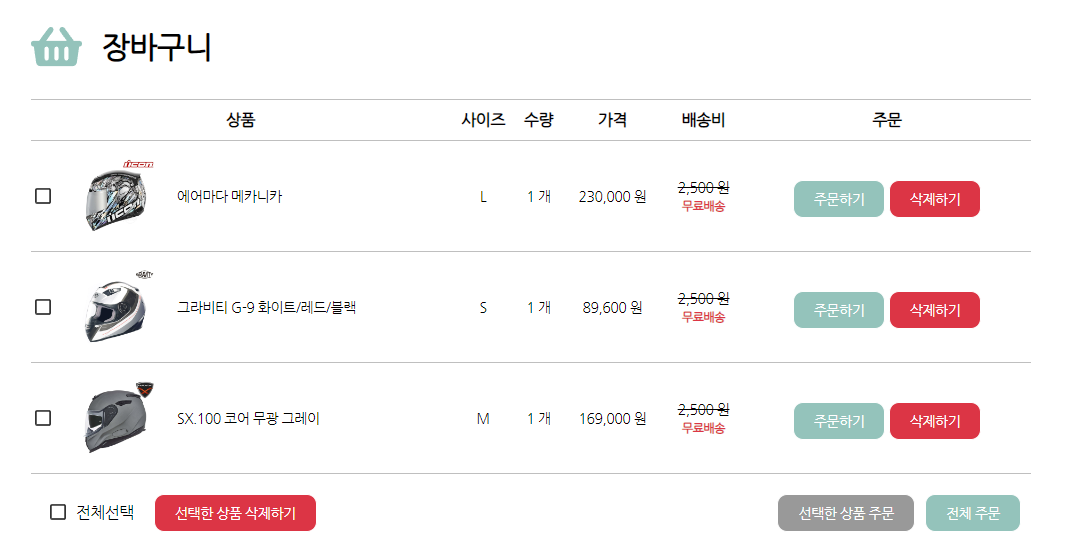 장바구니
상품 사이즈 수량 가격 배송비 주문
icon
에어마다 메카니카 L 1 개 230,000 원 2,500 원 주문하기 삭제하기
무료배송
그라비티 G-9 화이트/레드/블랙 S 1 개 89,600 원 2,500 원 주문하기 삭제하기
무료배송
SX.100 코어 무광 그레이 M 1 개 169,000 원 2,500 원 주문하기 삭제하기
무료배송
전체선택 선택한 상품 삭제하기 선택한 상품 주문 전체 주문